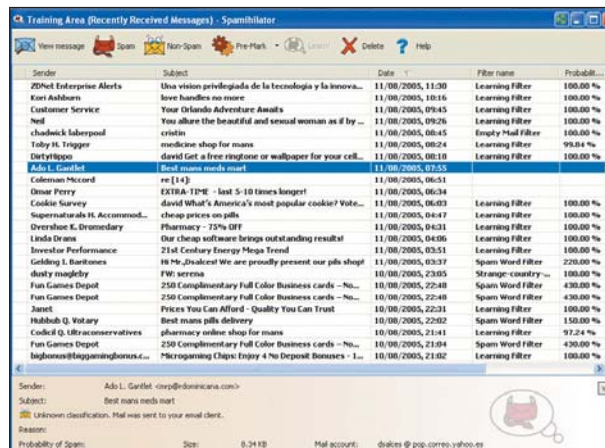 Training Area (Recently Received Messages) - Spamihilator
View message Spam Non-Spam Pre-Mark Learn Delete Help
Sender Subject Date Filter name Probabilit...
ZDNet Enterprise Alerts Una vision privilegiada de la tecnologia y la innova... 11/08/2005, 11:30 Learning Filter 100.00 %
Kori Ashburn love handles no more 11/08/2005, 10:16 Learning Filter 100.00 %
Customer Service Your Orlando Adventure Awaits 11/08/2005, 09:45 Learning Filter 100.00 %
Neil You allure the beautiful and sexual woman as if by ... 11/08/2005, 09:26 Learning Filter 100.00 %
chadwick laberpool cristin 11/08/2005, 08:45 Empty Mail Filter 100.00 %
Toby H. Trigger medicine shop for mans 11/08/2005, 08:24 Learning Filter 99.84 %
DirtyHippo david Get a free ringtone or wallpaper for your cell... 11/08/2005, 08:10 Learning Filter 100.00 %
Ado L. Gantlet Best mans meds mart 11/08/2005, 07:55
Coleman Mccord re [14]: 11/08/2005, 06:51
Omar Perry EXTRA-TIME - last 5-10 times longer! 11/08/2005, 06:34
Cookie Survey david What's America's most popular cookie? Vote... 11/08/2005, 06:03 Learning Filter 100.00 %
Supernaturals H. Accommod... cheap prices on pills 11/08/2005, 04:47 Learning Filter 100.00 %
Overshoe K. Dromedary Pharmacy - 75% OFF 11/08/2005, 04:31 Learning Filter 100.00 %
Linda Drans Our cheap software brings outstanding results! 11/08/2005, 04:06 Learning Filter 100.00 %
Investor Performance 21st Century Energy Mega Trend 11/08/2005, 03:51 Learning Filter 100.00 %
Gelding I. Baritones Hi Mr.,Dsalces! We are proudly present our pils shop! 11/08/2005, 03:37 Spam Word Filter 220.00 %
dusty magleby FW: serena 10/08/2005, 23:05 Strange-country-... 100.00 %
Fun Games Depot 250 Complimentary Full Color Business cards – No... 10/08/2005, 22:48 Spam Word Filter 430.00 %
Fun Games Depot 250 Complimentary Full Color Business cards – No... 10/08/2005, 22:48 Spam Word Filter 430.00 %
Janet Prices You Can Afford - Quality You Can Trust 10/08/2005, 22:31 Learning Filter 100.00 %
Hubbub Q. Votary Best mans pills delivery 10/08/2005, 22:02 Spam Word Filter 150.00 %
Codicil Q. Ultraconservatives pharmacy online shop for mans 10/08/2005, 21:41 Learning Filter 97.24 %
Fun Games Depot 250 Complimentary Full Color Business cards – No... 10/08/2005, 21:04 Spam Word Filter 430.00 %
bigbonus@biggamingbonus.c... Microgaming Chips: Enjoy 4 No Deposit Bonuses - 1... 10/08/2005, 21:02 Learning Filter 100.00 %
Sender: Ado L. Gantlet <mrp@rdominicana.com>
Subject: Best mans meds mart
Unknown classification. Mail was sent to your email client.
Reason:
Probability of Spam: Size: 8.34 KB Mail account: dsalces @ pop.correo.yahoo.es